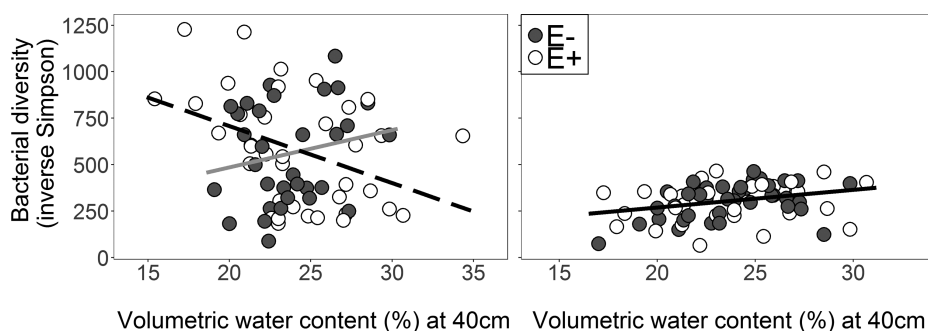 Bacterial diversity
(inverse Simpson)
1250
1000
750
500
250
0
15
20
25
30
35
Volumetric water content (%) at 40cm
E-
E+
15
20
25
30
Volumetric water content (%) at 40cm